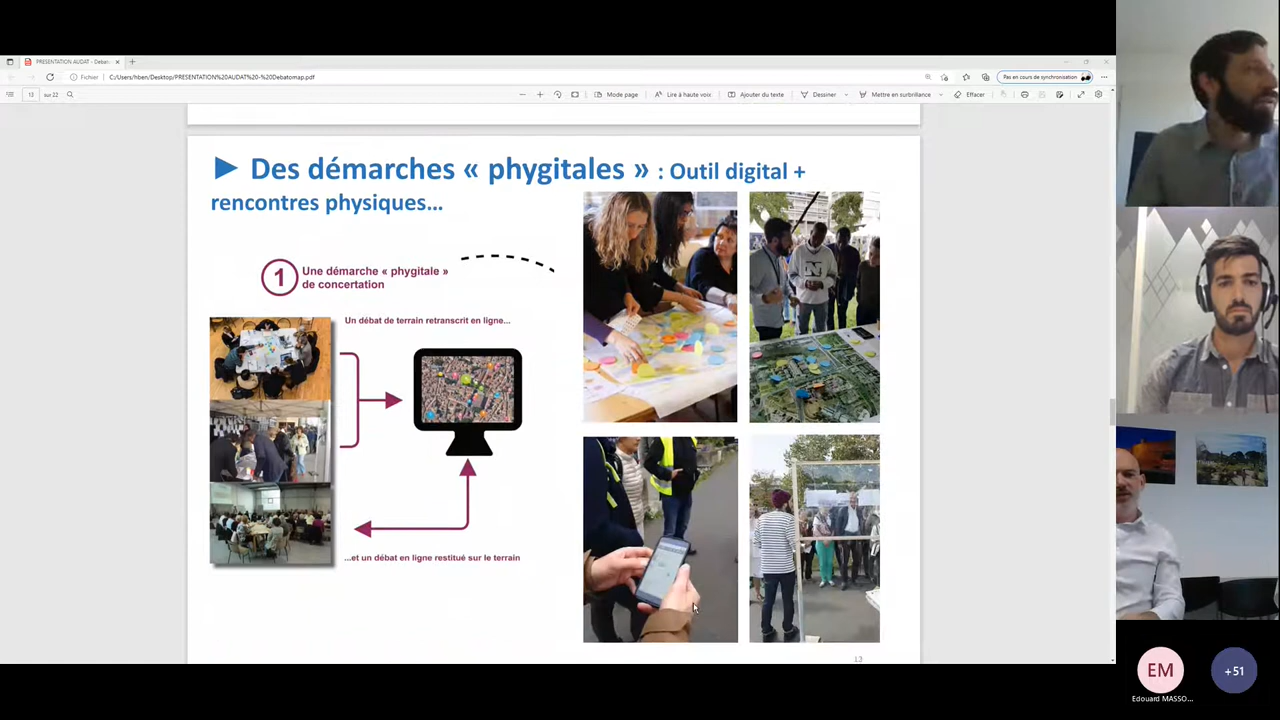 PRESENTATION AUDAT - Debat
Fichier
C:/Users/hben/Desktop/PRESENTATION%20AUDAT%20-%20Debatomap.pdf
Pas en cours de synchronisation
13 sur 22
Mode page
Lire à haute voix
Ajouter du texte
Dessiner
Mettre en surbrillance
Effacer
► Des démarches « phygitales » : Outil digital +
rencontres physiques…
1 Une démarche « phygitale »
de concertation
Un débat de terrain retranscrit en ligne...
...et un débat en ligne restitué sur le terrain
13
EM
Edouard MASSO...
+51